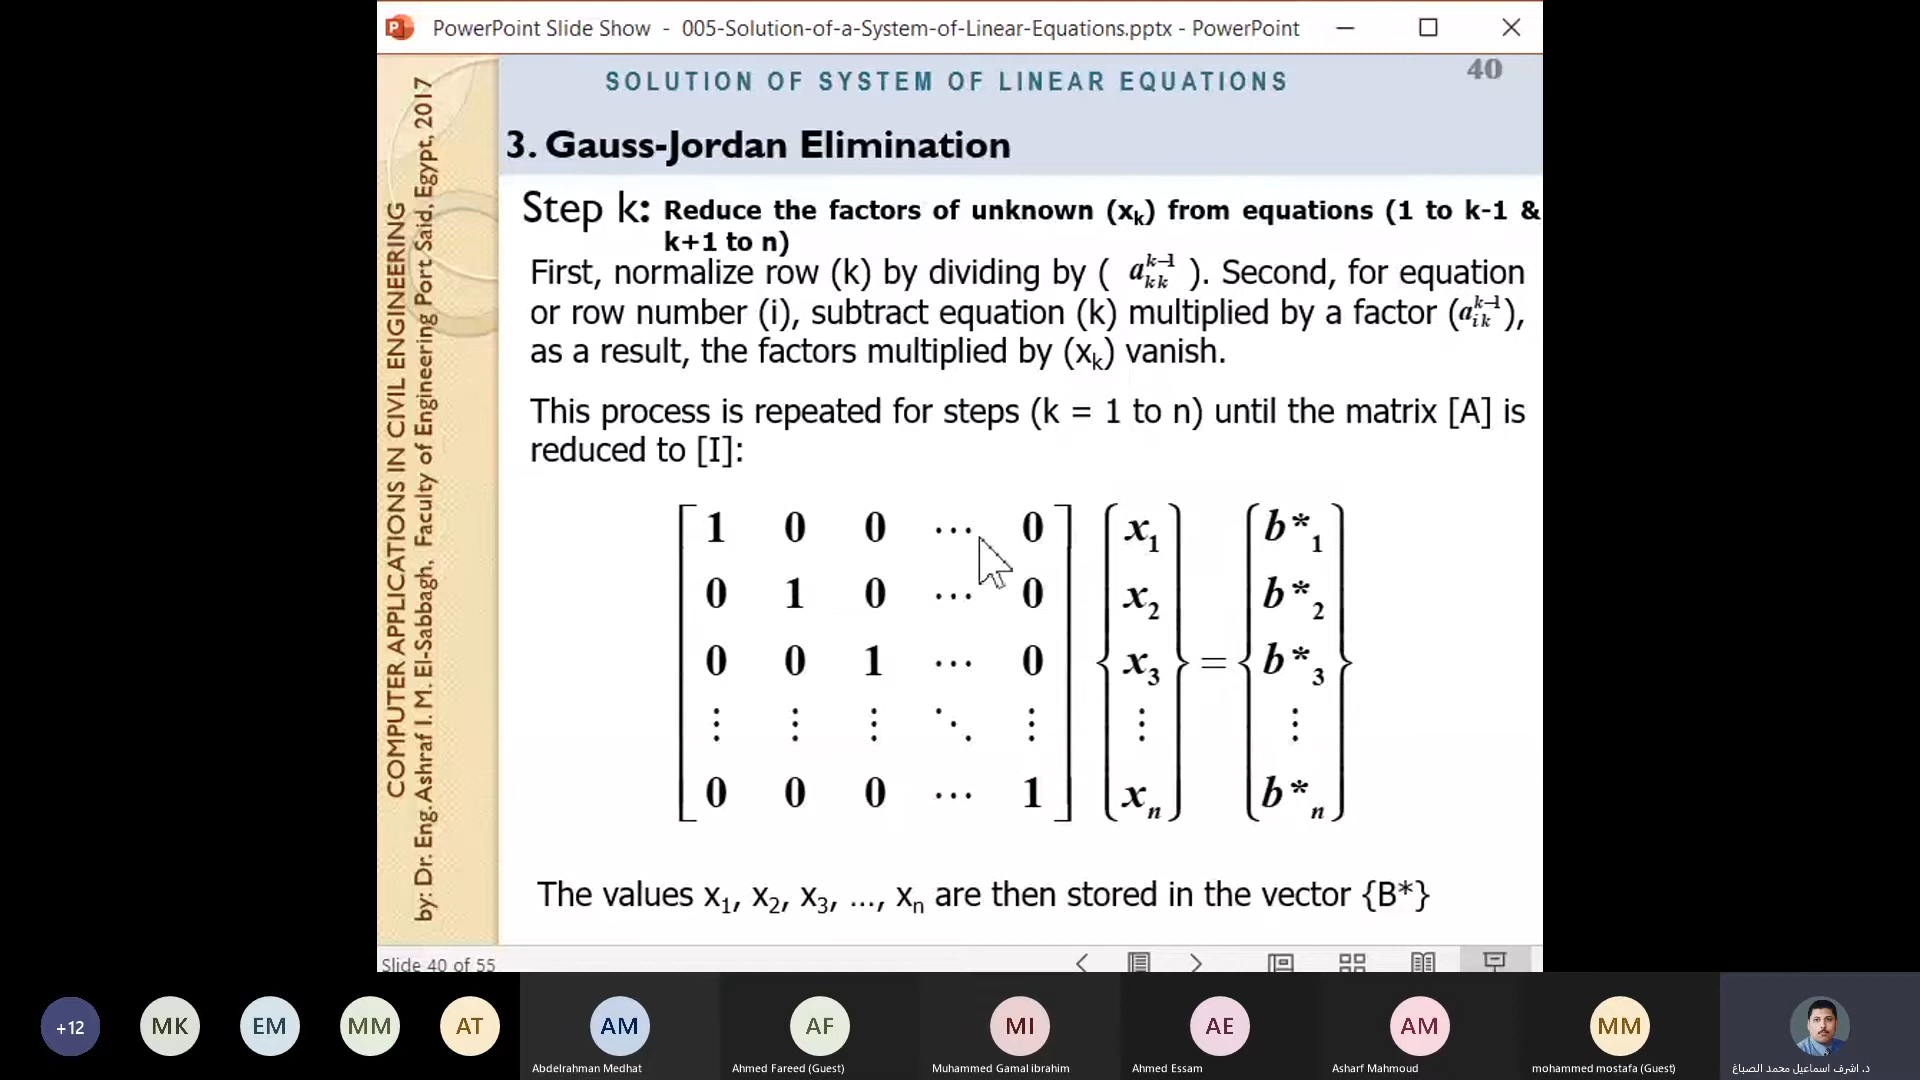 PowerPoint Slide Show - 005-Solution-of-a-System-of-Linear-Equations.pptx - PowerPoint
COMPUTER APPLICATIONS IN CIVIL ENGINEERING
by: Dr. Eng. Ashraf I. M. El-Sabbagh, Faculty of Engineering Port Said, Egypt, 2017
SOLUTION OF SYSTEM OF LINEAR EQUATIONS
40
3. Gauss-Jordan Elimination
Step k: Reduce the factors of unknown (xₖ) from equations (1 to k-1 &
k+1 to n)
First, normalize row (k) by dividing by ( a_{kk}^{k-1} ). Second, for equation
or row number (i), subtract equation (k) multiplied by a factor (a_{ik}^{k-1}),
as a result, the factors multiplied by (xₖ) vanish.
This process is repeated for steps (k = 1 to n) until the matrix [A] is
reduced to [I]:
1 0 0 ⋯ 0 x₁ b*₁
0 1 0 ⋯ 0 x₂ b*₂
0 0 1 ⋯ 0 x₃ = b*₃
⋮ ⋮ ⋮ ⋱ ⋮ ⋮ ⋮
0 0 0 ⋯ 1 xₙ b*ₙ
The values x₁, x₂, x₃, ..., xₙ are then stored in the vector {B*}
Slide 40 of 55
+12 MK EM MM AT AM AF MI AE AM MM
Abdelrahman Medhat
Ahmed Fareed (Guest)
Muhammed Gamal ibrahim
Ahmed Essam
Asharf Mahmoud
mohammed mostafa (Guest)
د. اشرف اسماعيل محمد الصباغ